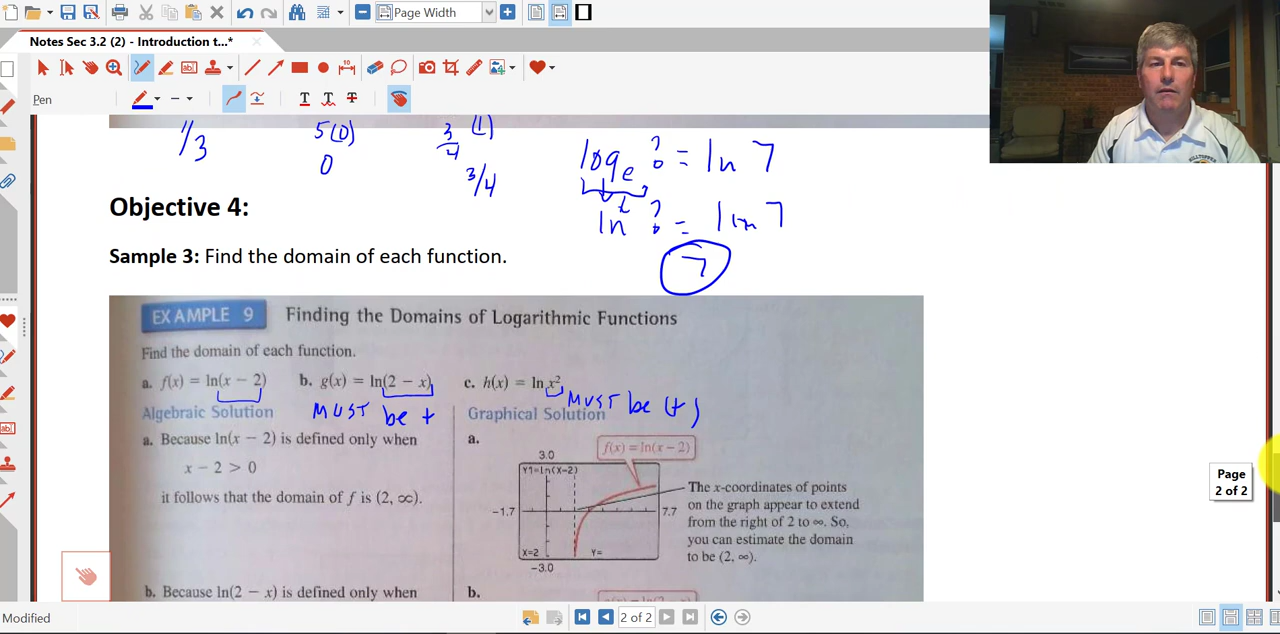 Page Width
Notes Sec 3.2 (2) - Introduction t...*
Pen
T T T
1/3
5(0)
0
3/4 (1)
3/4
log e ? = ln 7
ln ? = ln 7
7
HILLTOPPER
Objective 4:
Sample 3: Find the domain of each function.
EXAMPLE 9 Finding the Domains of Logarithmic Functions
Find the domain of each function.
a. f(x) = ln(x − 2) b. g(x) = ln(2 − x) c. h(x) = ln x²
MUST be +
MUST be (+)
Algebraic Solution
a. Because ln(x − 2) is defined only when
x − 2 > 0
it follows that the domain of f is (2, ∞).
b. Because ln(2 − x) is defined only when
Graphical Solution
a.
f(x) = ln(x − 2)
3.0
Y1=ln(X-2)
−1.7
7.7
X=2 Y=
−3.0
The x-coordinates of points
on the graph appear to extend
from the right of 2 to ∞. So,
you can estimate the domain
to be (2, ∞).
b.
Page
2 of 2
Modified
2 of 2